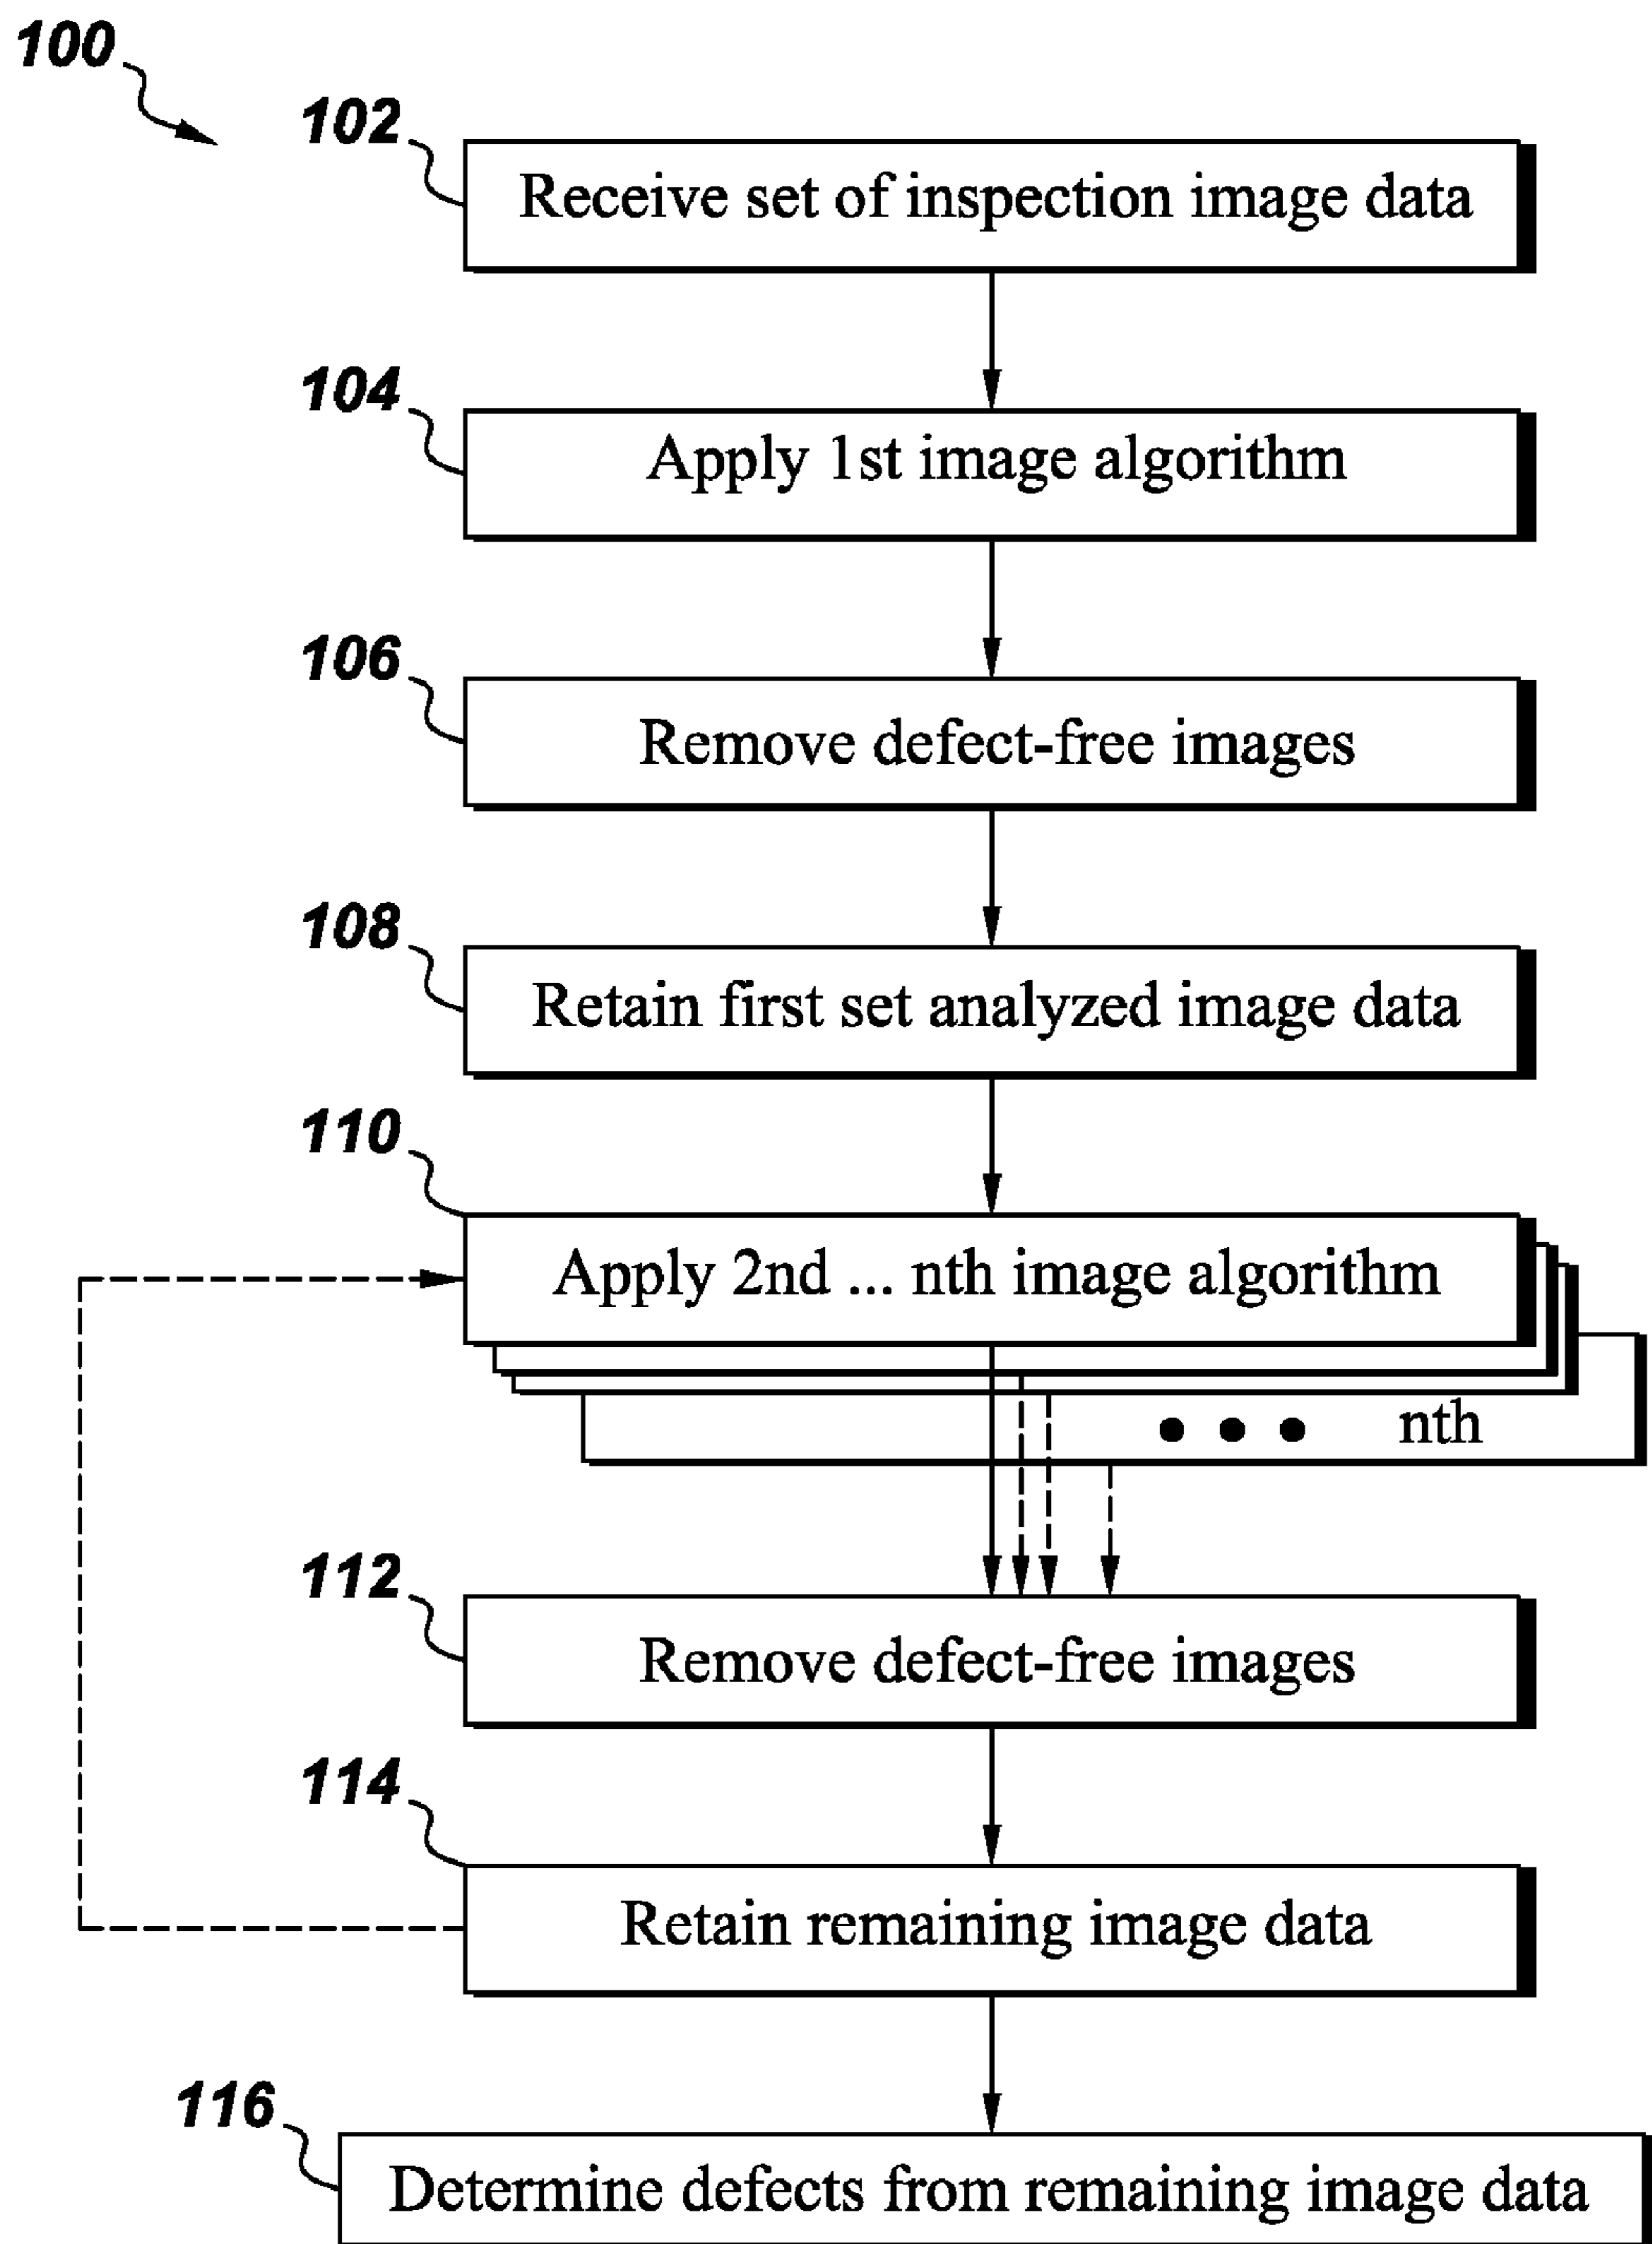 100
102
Receive set of inspection image data
104
Apply 1st image algorithm
106
Remove defect-free images
108
Retain first set analyzed image data
110
Apply 2nd ... nth image algorithm
● ● ● nth
112
Remove defect-free images
114
Retain remaining image data
116
Determine defects from remaining image data